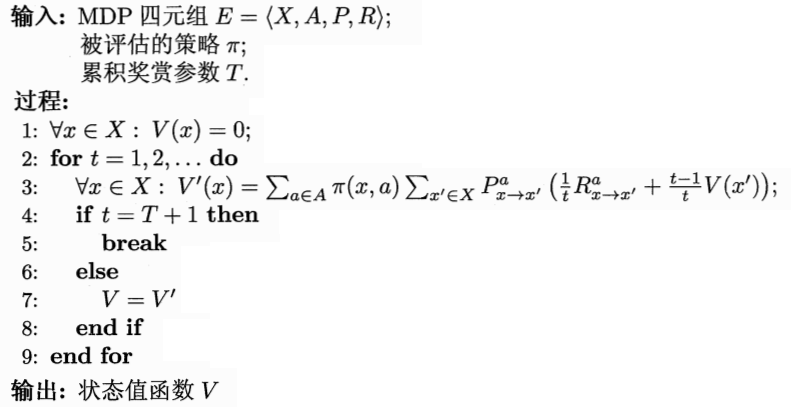 输入: MDP 四元组 E = ⟨X, A, P, R⟩;
被评估的策略 π;
累积奖赏参数 T.
过程:
1: ∀x ∈ X : V(x) = 0;
2: for t = 1, 2, . . . do
3: ∀x ∈ X : V′(x) = ∑_{a∈A} π(x, a) ∑_{x′∈X} P^a_{x→x′} (\frac{1}{t} R^a_{x→x′} + \frac{t−1}{t} V(x′));
4: if t = T + 1 then
5: break
6: else
7: V = V′
8: end if
9: end for
输出: 状态值函数 V